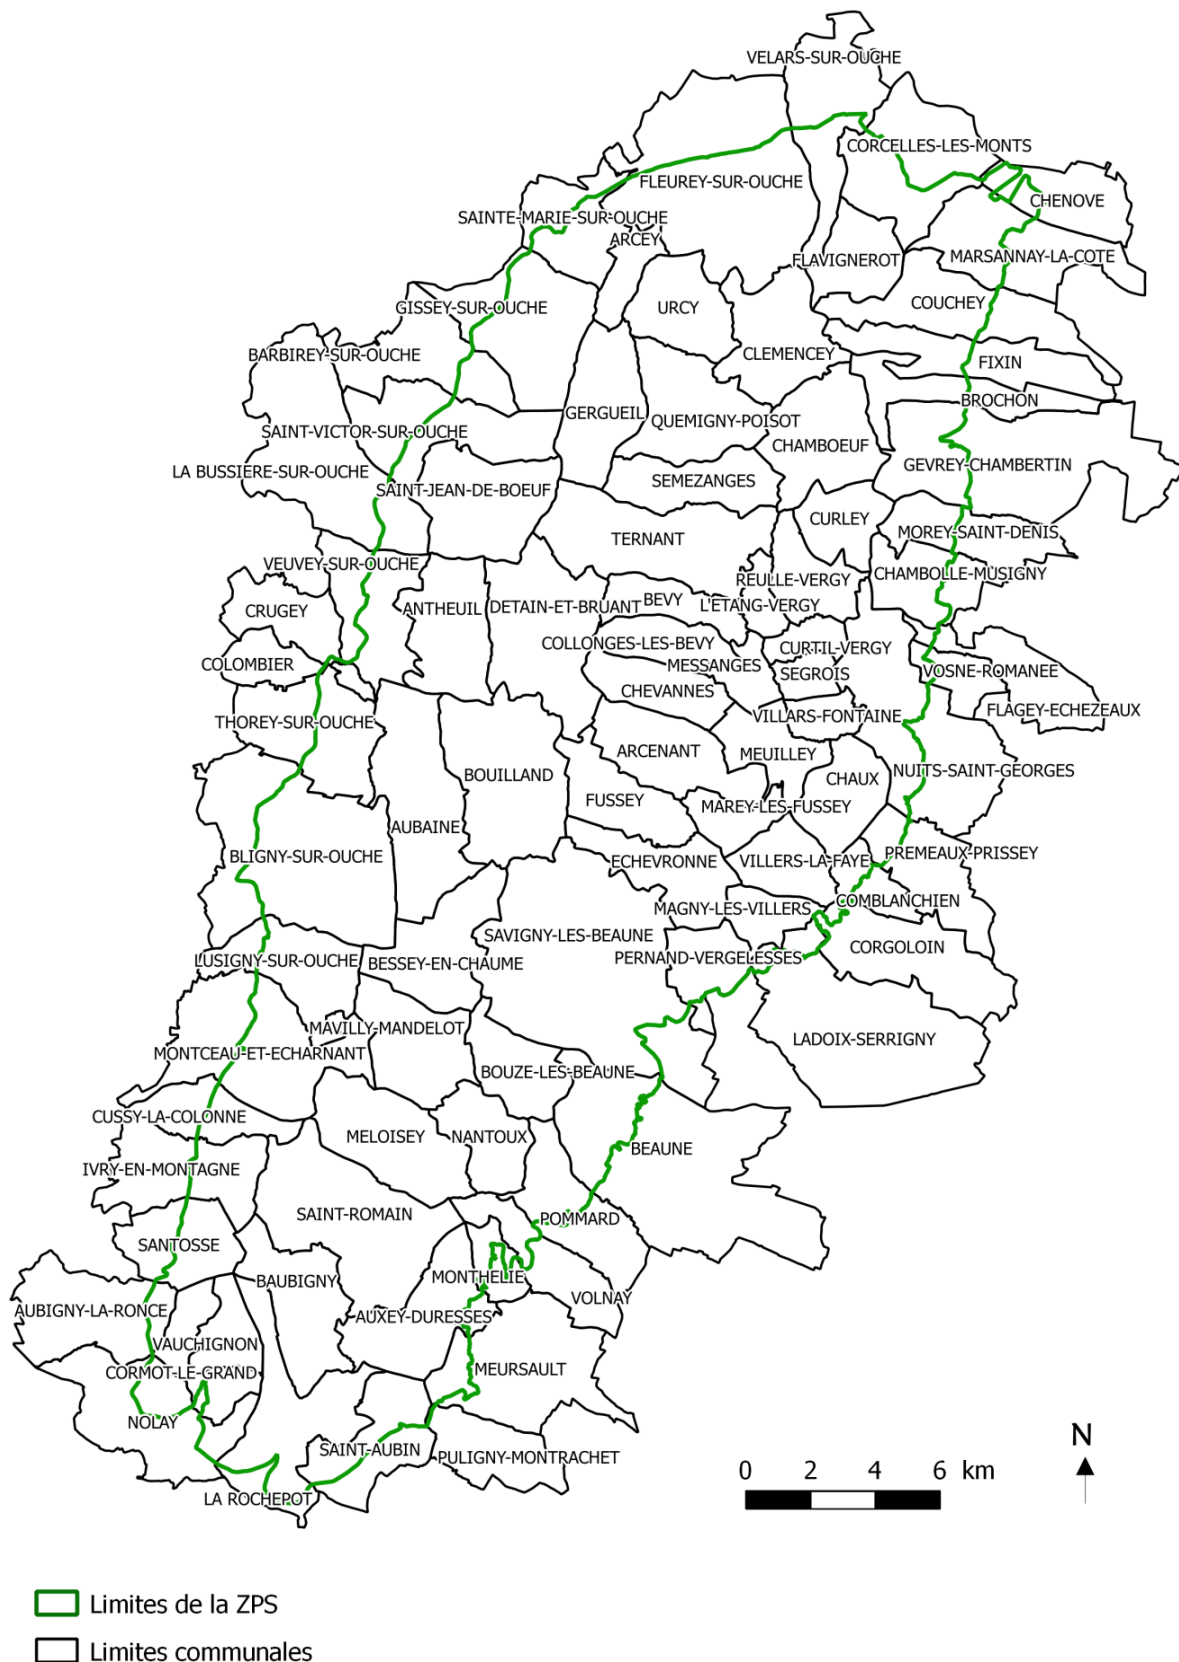 VELARS-SUR-OUCHE
CORCELLES-LES-MONTS
FLEUREY-SUR-OUCHE
CHENOVE
SAINTE-MARIE-SUR-OUCHE
ARCEY
FLAVIGNEROT
MARSANNAY-LA-COTE
GISSEY-SUR-OUCHE
URCY
COUCHEY
BARBIREY-SUR-OUCHE
CLEMENCEY
FIXIN
BROCHON
GERGUEIL
QUEMIGNY-POISOT
SAINT-VICTOR-SUR-OUCHE
CHAMBOEUF
LA BUSSIERE-SUR-OUCHE
GEVREY-CHAMBERTIN
SEMEZANGES
SAINT-JEAN-DE-BOEUF
CURLEY
TERNANT
MOREY-SAINT-DENIS
VEUVEY-SUR-OUCHE
REULLE-VERGY
CHAMBOLLE-MUSIGNY
CRUGEY
ANTHEUIL
DETAIN-ET-BRUANT
BEVY
L'ETANG-VERGY
COLLONGES-LES-BEVY
CURTIL-VERGY
COLOMBIER
MESSANGES
SEGROIS
VOSNE-ROMANEE
CHEVANNES
FLAGEY-ECHEZEAUX
THOREY-SUR-OUCHE
VILLARS-FONTAINE
ARCENANT
MEUILLEY
BOUILLAND
CHAUX
NUITS-SAINT-GEORGES
FUSSEY
MAREY-LES-FUSSEY
AUBAINE
BLIGNY-SUR-OUCHE
ECHEVRONNE
VILLERS-LA-FAYE
PREMEAUX-PRISSEY
MAGNY-LES-VILLERS
COMBLANCHIEN
SAVIGNY-LES-BEAUNE
CORGOLOIN
LUSIGNY-SUR-OUCHE
BESSEY-EN-CHAUME
PERNAND-VERGELESSES
MAVILLY-MANDELOT
LADOIX-SERRIGNY
MONTCEAU-ET-ECHARNANT
BOUZE-LES-BEAUNE
CUSSY-LA-COLONNE
MELOISEY
NANTOUX
BEAUNE
IVRY-EN-MONTAGNE
SAINT-ROMAIN
POMMARD
SANTOSSE
BAUBIGNY
MONTHELIE
VOLNAY
AUBIGNY-LA-RONCE
AUXEY-DURESSES
VAUCHIGNON
CORMOT-LE-GRAND
MEURSAULT
NOLAY
SAINT-AUBIN
PULIGNY-MONTRACHET
LA ROCHEPOT
N
0 2 4 6 km
Limites de la ZPS
Limites communales